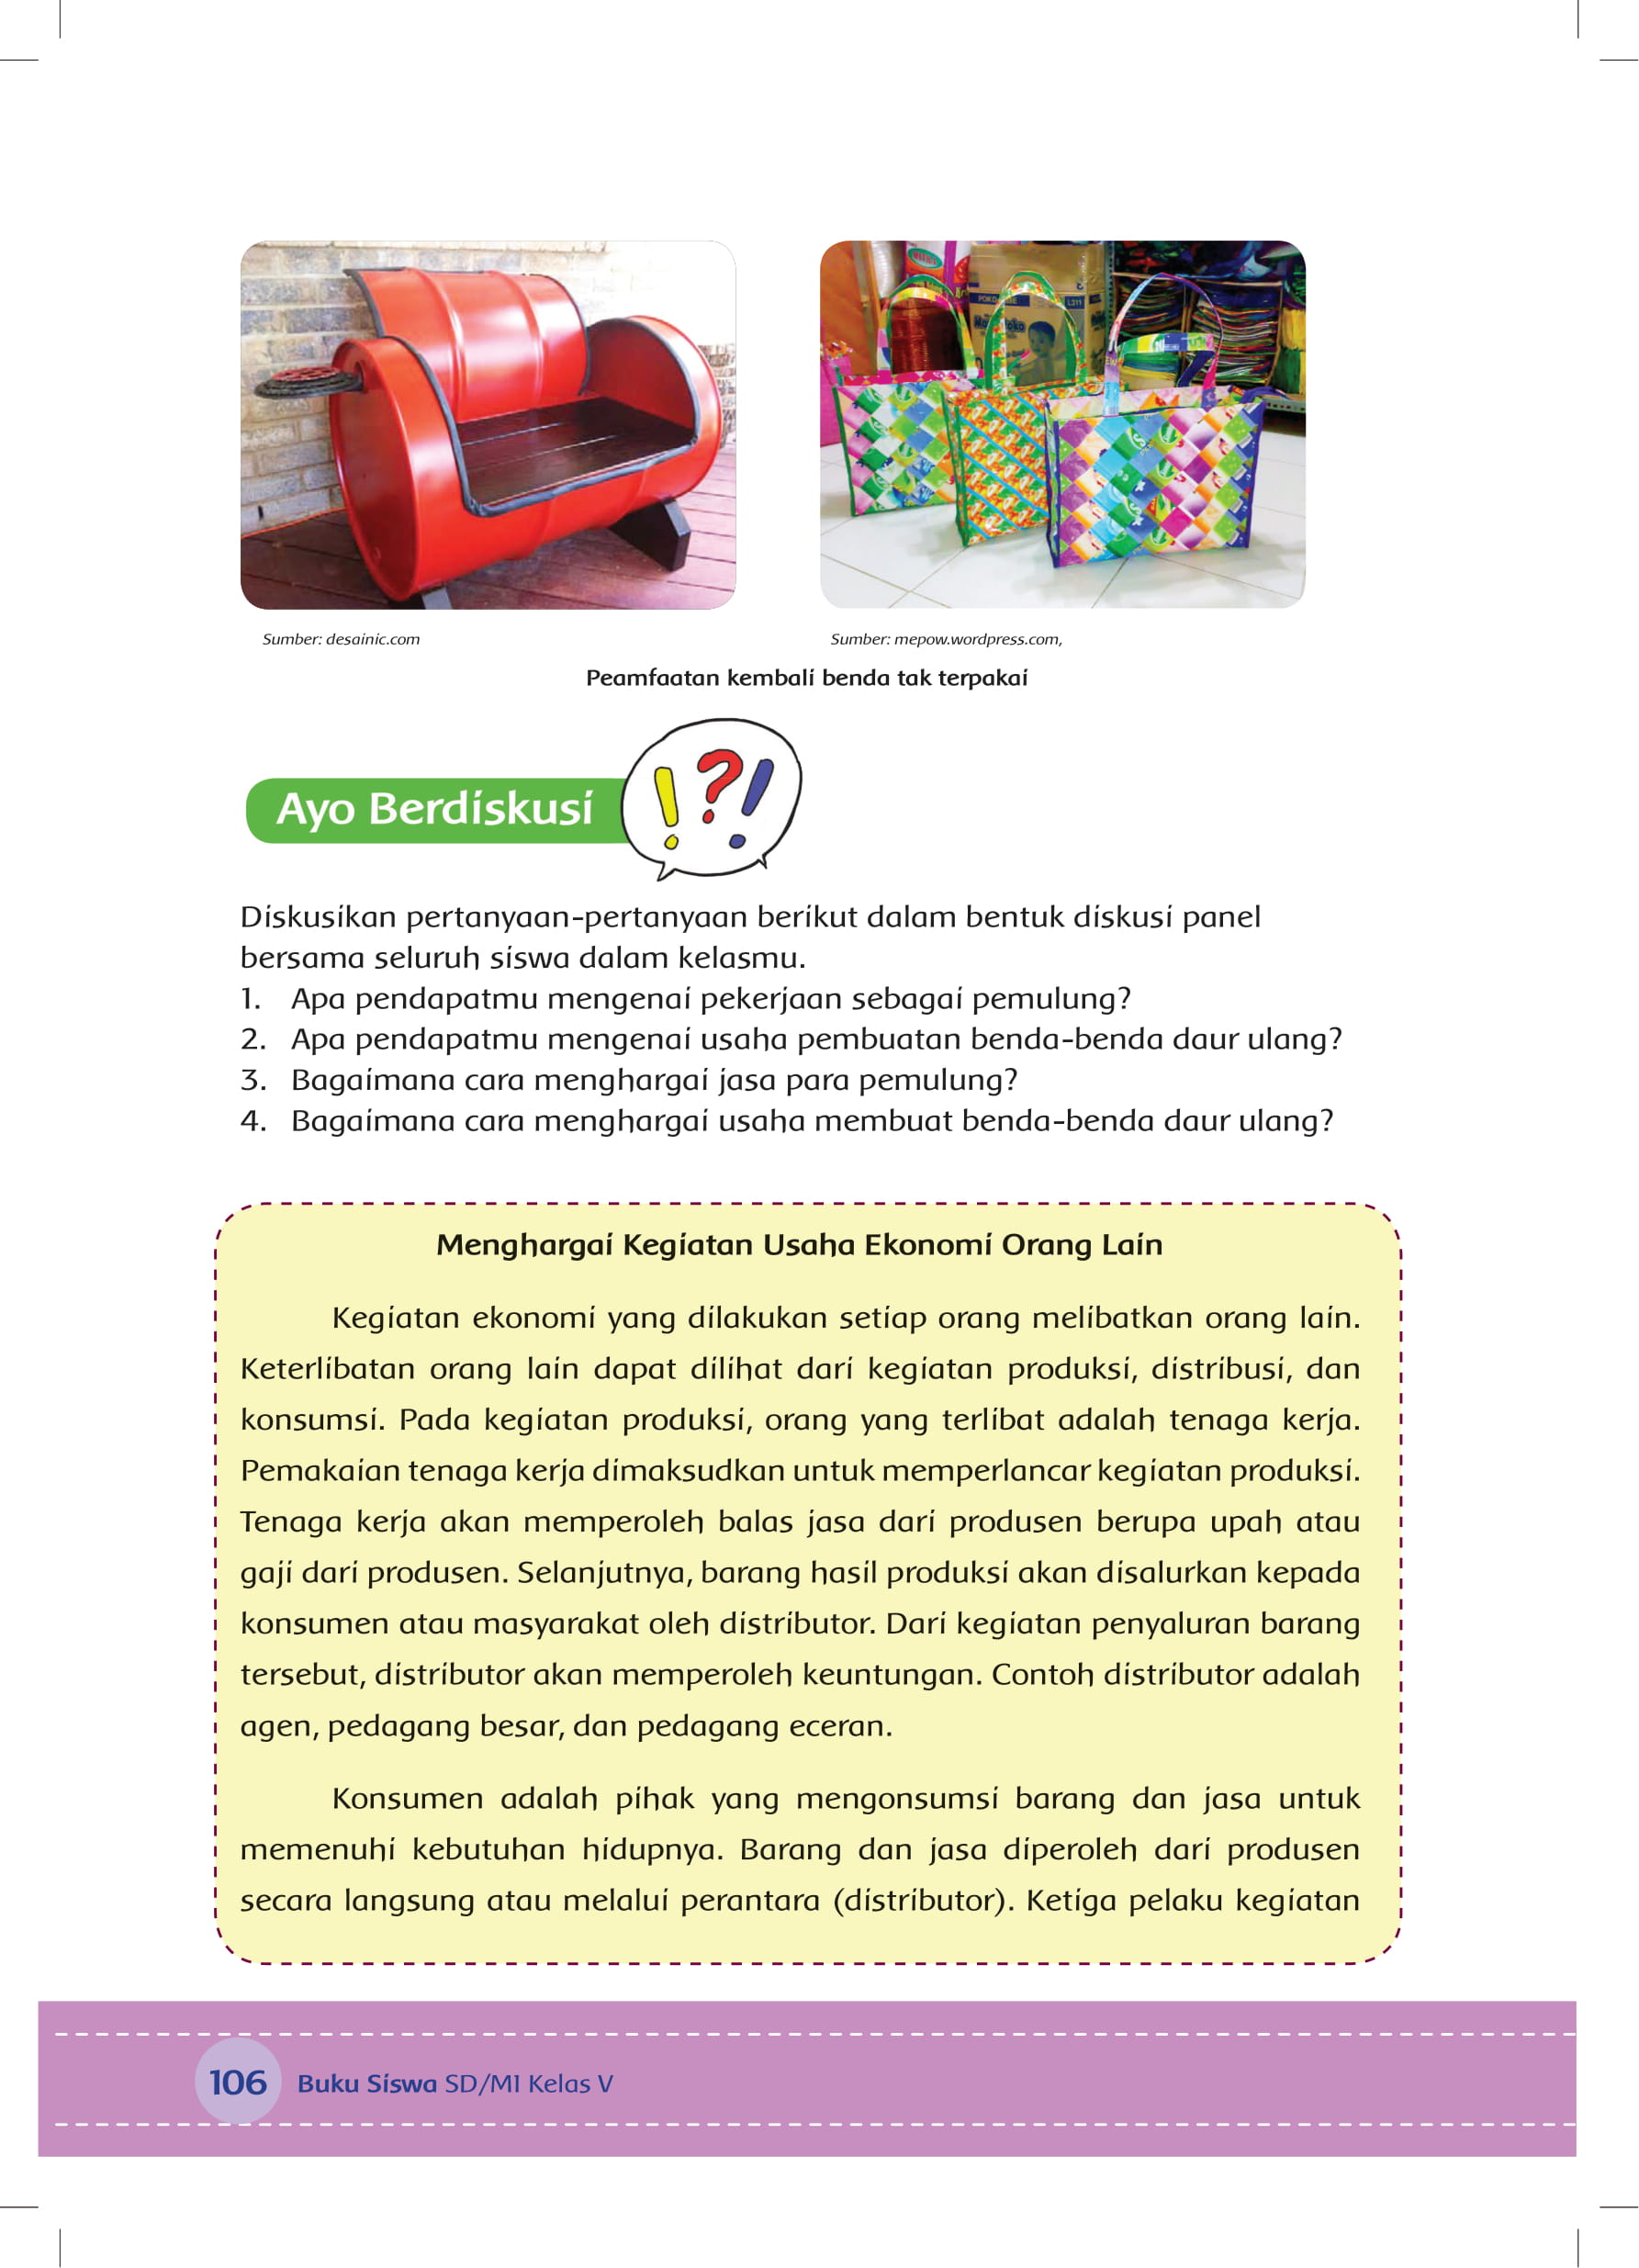 Sumber: desainic.com
Sumber: mepow.wordpress.com,
Peamfaatan kembali benda tak terpakai
Ayo Berdiskusi
Diskusikan pertanyaan-pertanyaan berikut dalam bentuk diskusi panel
bersama seluruh siswa dalam kelasmu.
1. Apa pendapatmu mengenai pekerjaan sebagai pemulung?
2. Apa pendapatmu mengenai usaha pembuatan benda-benda daur ulang?
3. Bagaimana cara menghargai jasa para pemulung?
4. Bagaimana cara menghargai usaha membuat benda-benda daur ulang?
Menghargai Kegiatan Usaha Ekonomi Orang Lain
Kegiatan ekonomi yang dilakukan setiap orang melibatkan orang lain.
Keterlibatan orang lain dapat dilihat dari kegiatan produksi, distribusi, dan
konsumsi. Pada kegiatan produksi, orang yang terlibat adalah tenaga kerja.
Pemakaian tenaga kerja dimaksudkan untuk memperlancar kegiatan produksi.
Tenaga kerja akan memperoleh balas jasa dari produsen berupa upah atau
gaji dari produsen. Selanjutnya, barang hasil produksi akan disalurkan kepada
konsumen atau masyarakat oleh distributor. Dari kegiatan penyaluran barang
tersebut, distributor akan memperoleh keuntungan. Contoh distributor adalah
agen, pedagang besar, dan pedagang eceran.
Konsumen adalah pihak yang mengonsumsi barang dan jasa untuk
memenuhi kebutuhan hidupnya. Barang dan jasa diperoleh dari produsen
secara langsung atau melalui perantara (distributor). Ketiga pelaku kegiatan
106 Buku Siswa SD/MI Kelas V